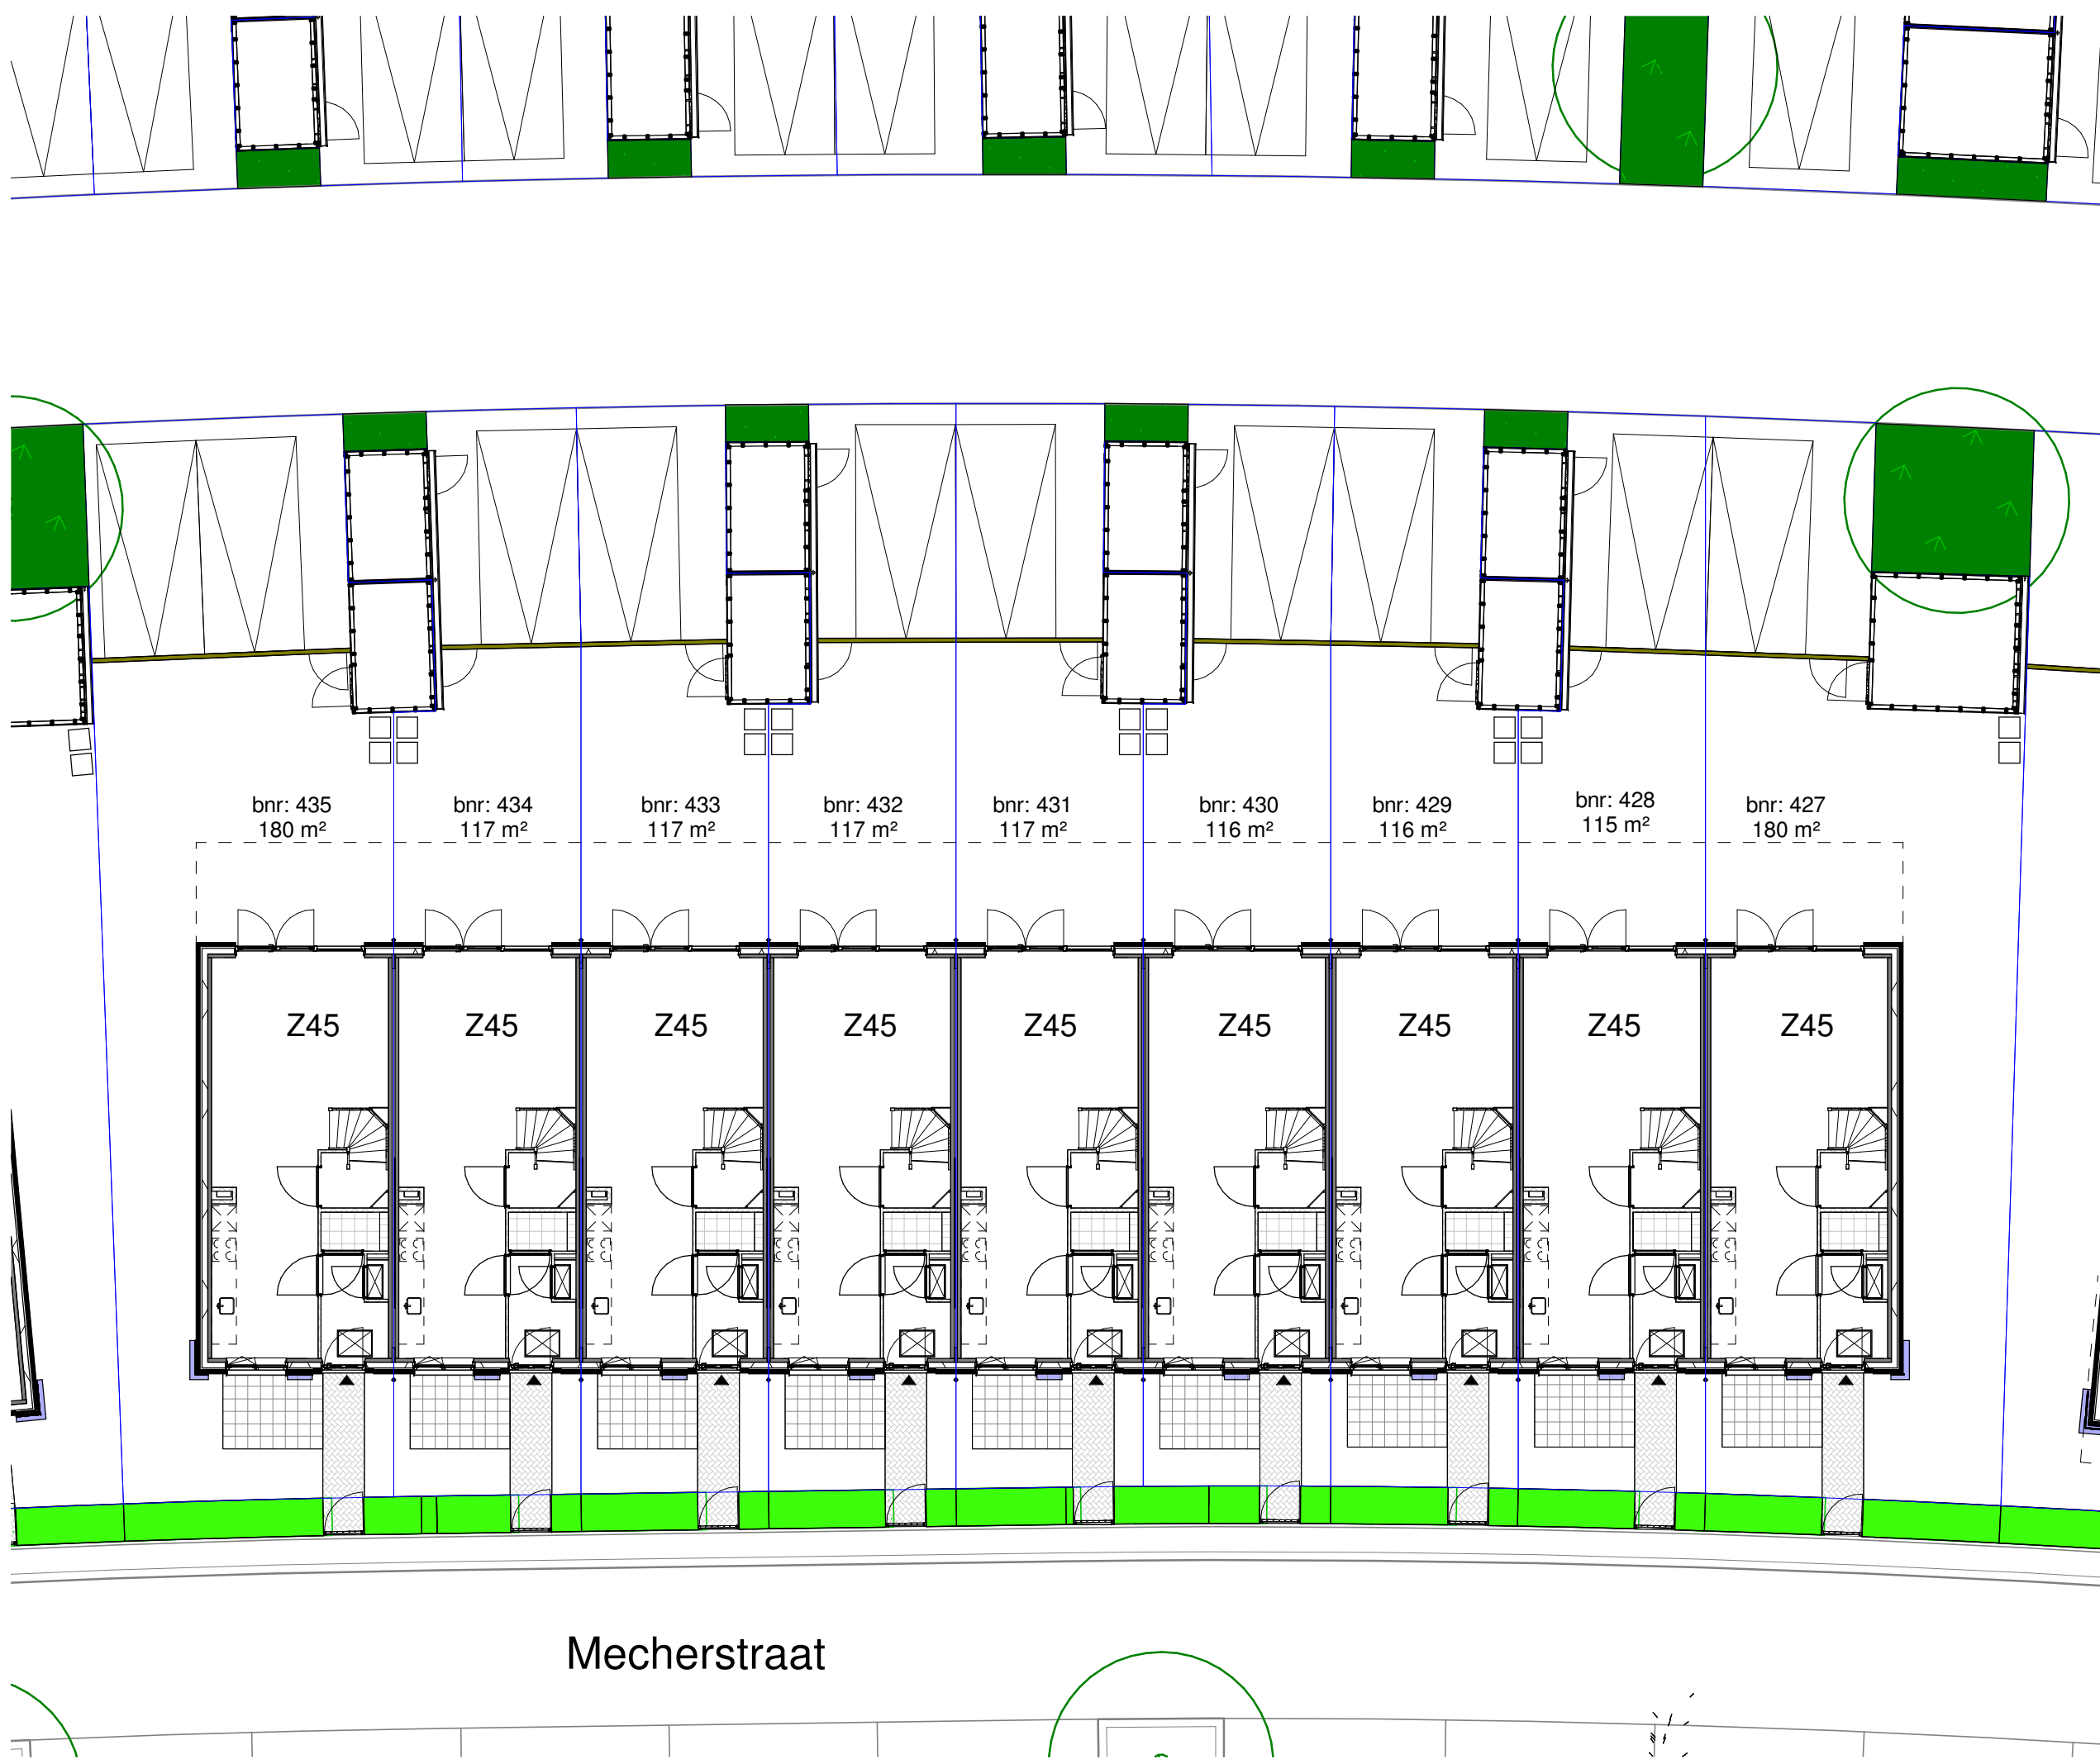 bnr: 435
180 m²
bnr: 434
117 m²
bnr: 433
117 m²
bnr: 432
117 m²
bnr: 431
117 m²
bnr: 430
116 m²
bnr: 429
116 m²
bnr: 428
115 m²
bnr: 427
180 m²
Z45
Z45
Z45
Z45
Z45
Z45
Z45
Z45
Z45
Mecherstraat